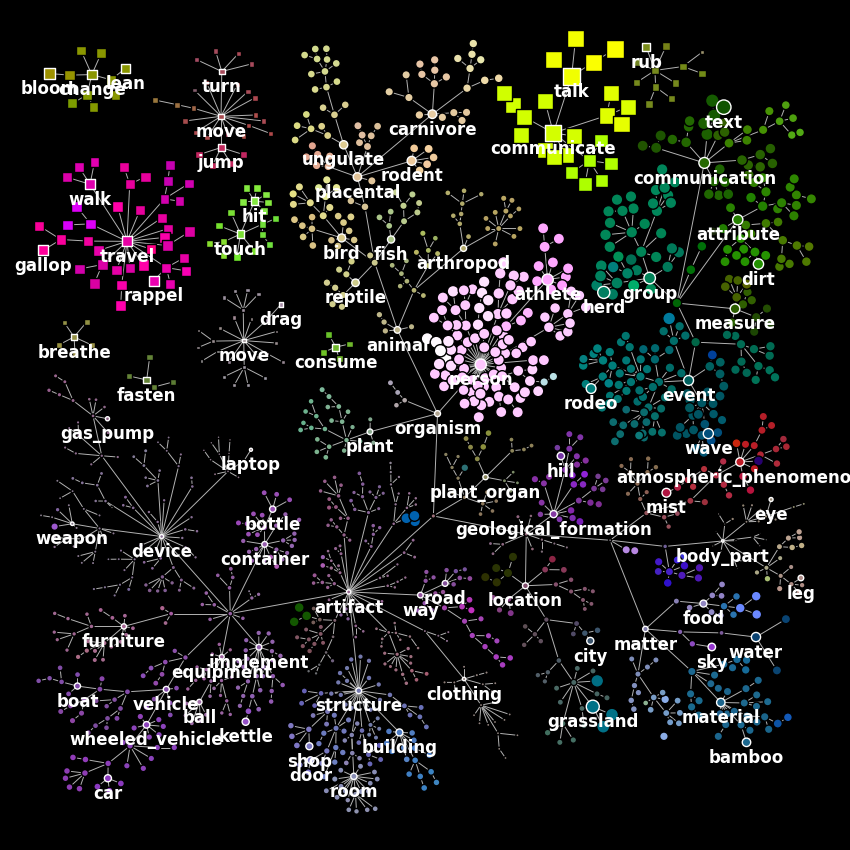 rub
blood
change
lean
turn
talk
text
carnivore
move
communicate
jump
ungulate
placental
rodent
communication
walk
hit
touch
bird
fish
attribute
travel
arthropod
gallop
rappel
reptile
athlete
nerd
group
dirt
drag
measure
breathe
move
consume
animal
person
fasten
rodeo
event
gas_pump
plant
organism
wave
laptop
hill
plant_organ
atmospheric_phenomeno
mist
eye
weapon
device
bottle
container
geological_formation
body_part
leg
furniture
artifact
way
road
location
food
matter
implement
equipment
city
sky
water
boat
vehicle
ball
kettle
structure
clothing
grassland
material
wheeled_vehicle
building
shop
door
bamboo
car
room